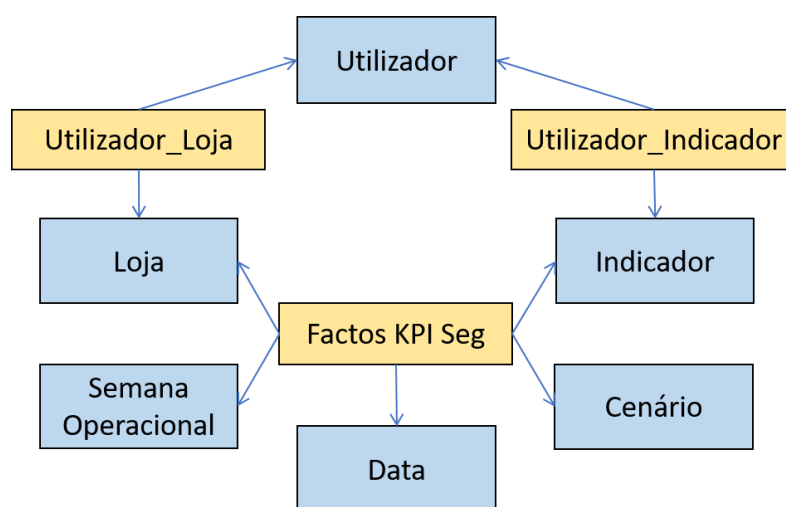 Utilizador
Utilizador_Loja
Utilizador_Indicador
Loja
Indicador
Factos KPI Seg
Semana
Operacional
Cenário
Data